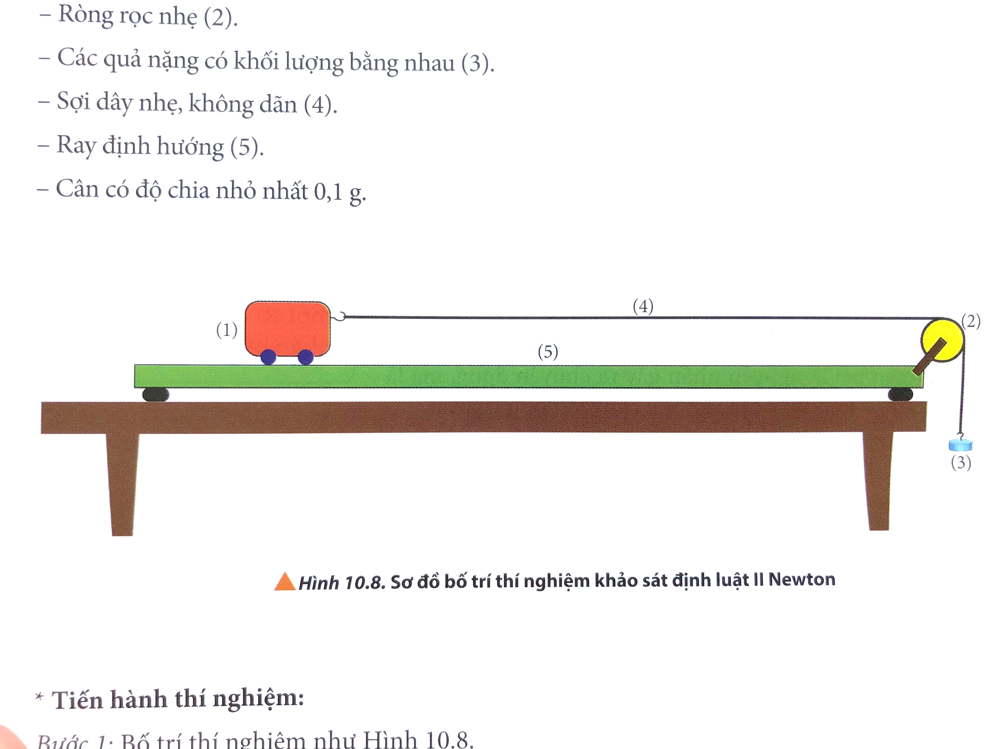 – Ròng rọc nhẹ (2).
– Các quả nặng có khối lượng bằng nhau (3).
– Sợi dây nhẹ, không dãn (4).
– Ray định hướng (5).
– Cân có độ chia nhỏ nhất 0,1 g.
(4)
(2)
(1)
(5)
(3)
Hình 10.8. Sơ đồ bố trí thí nghiệm khảo sát định luật II Newton
* Tiến hành thí nghiệm:
Bước 1: Bố trí thí nghiệm như Hình 10.8.